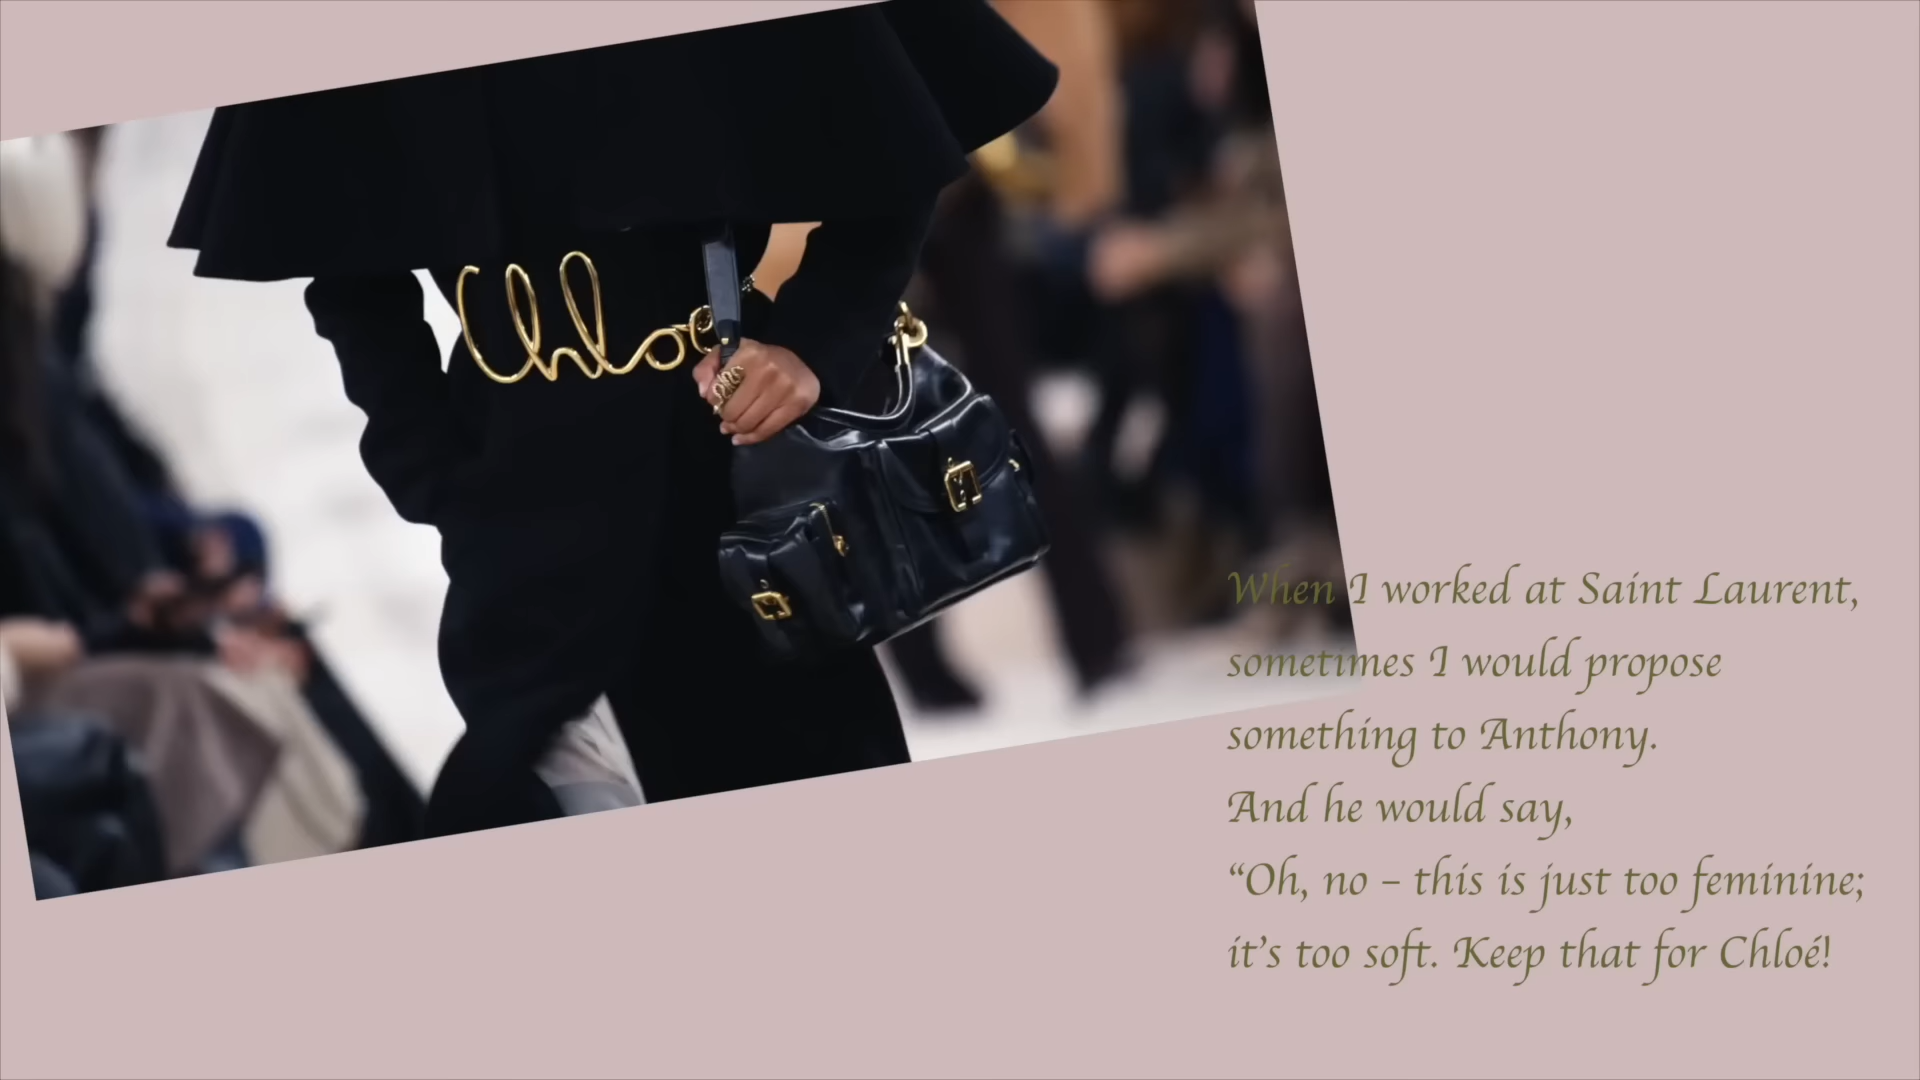 Chloé
When I worked at Saint Laurent,
sometimes I would propose
something to Anthony.
And he would say,
“Oh, no – this is just too feminine;
it’s too soft. Keep that for Chloé!